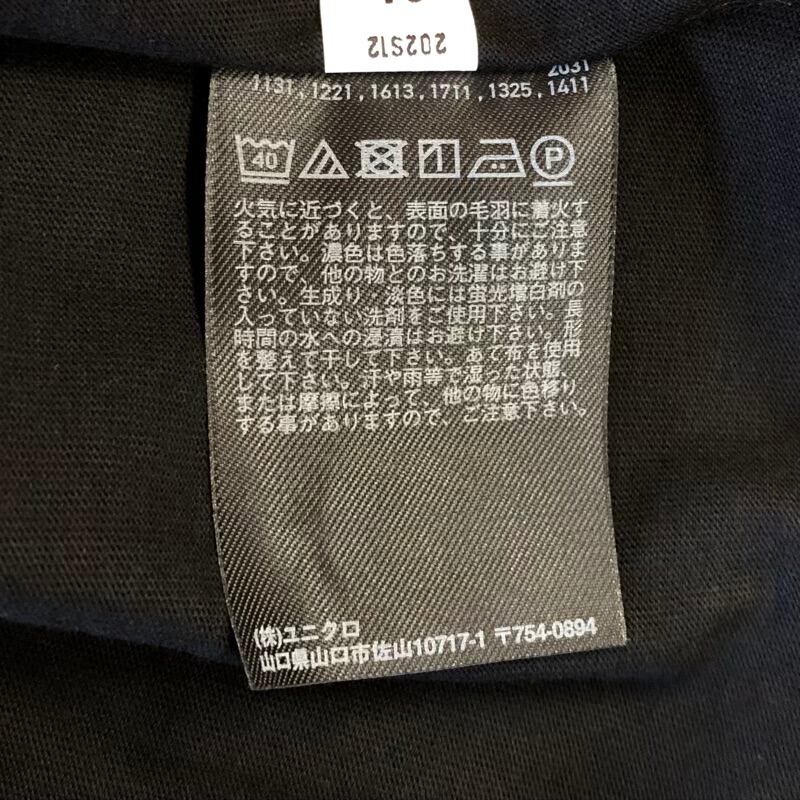 202S12
2031
1131,1221,1613,1711,1325,1411
40 P
火気に近づくと、表面の毛羽に着火す
ることがありますので、十分にご注意
下さい。濃色は色落ちする事がありま
すので、他の物とのお洗濯はお避け下
さい。生成り・淡色には蛍光増白剤の
入っていない洗剤をご使用下さい。長
時間の水への浸漬はお避け下さい。形
を整えて干して下さい。あて布を使用
して下さい。汗や雨等で湿った状態、
または摩擦によって、他の物に色移り
する事がありますので、ご注意下さい。
(株)ユニクロ
山口県山口市佐山10717-1 〒754-0894